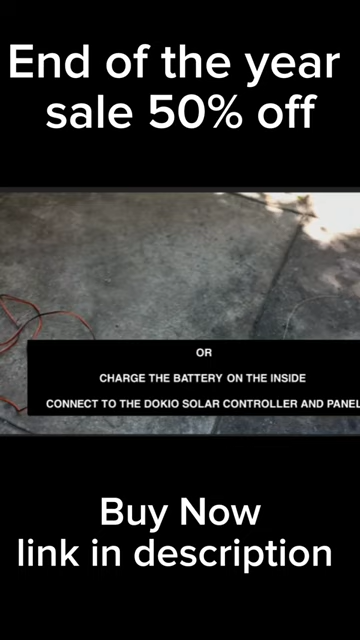 End of the year
sale 50% off
OR
CHARGE THE BATTERY ON THE INSIDE
CONNECT TO THE DOKIO SOLAR CONTROLLER AND PANEL
Buy Now
link in description